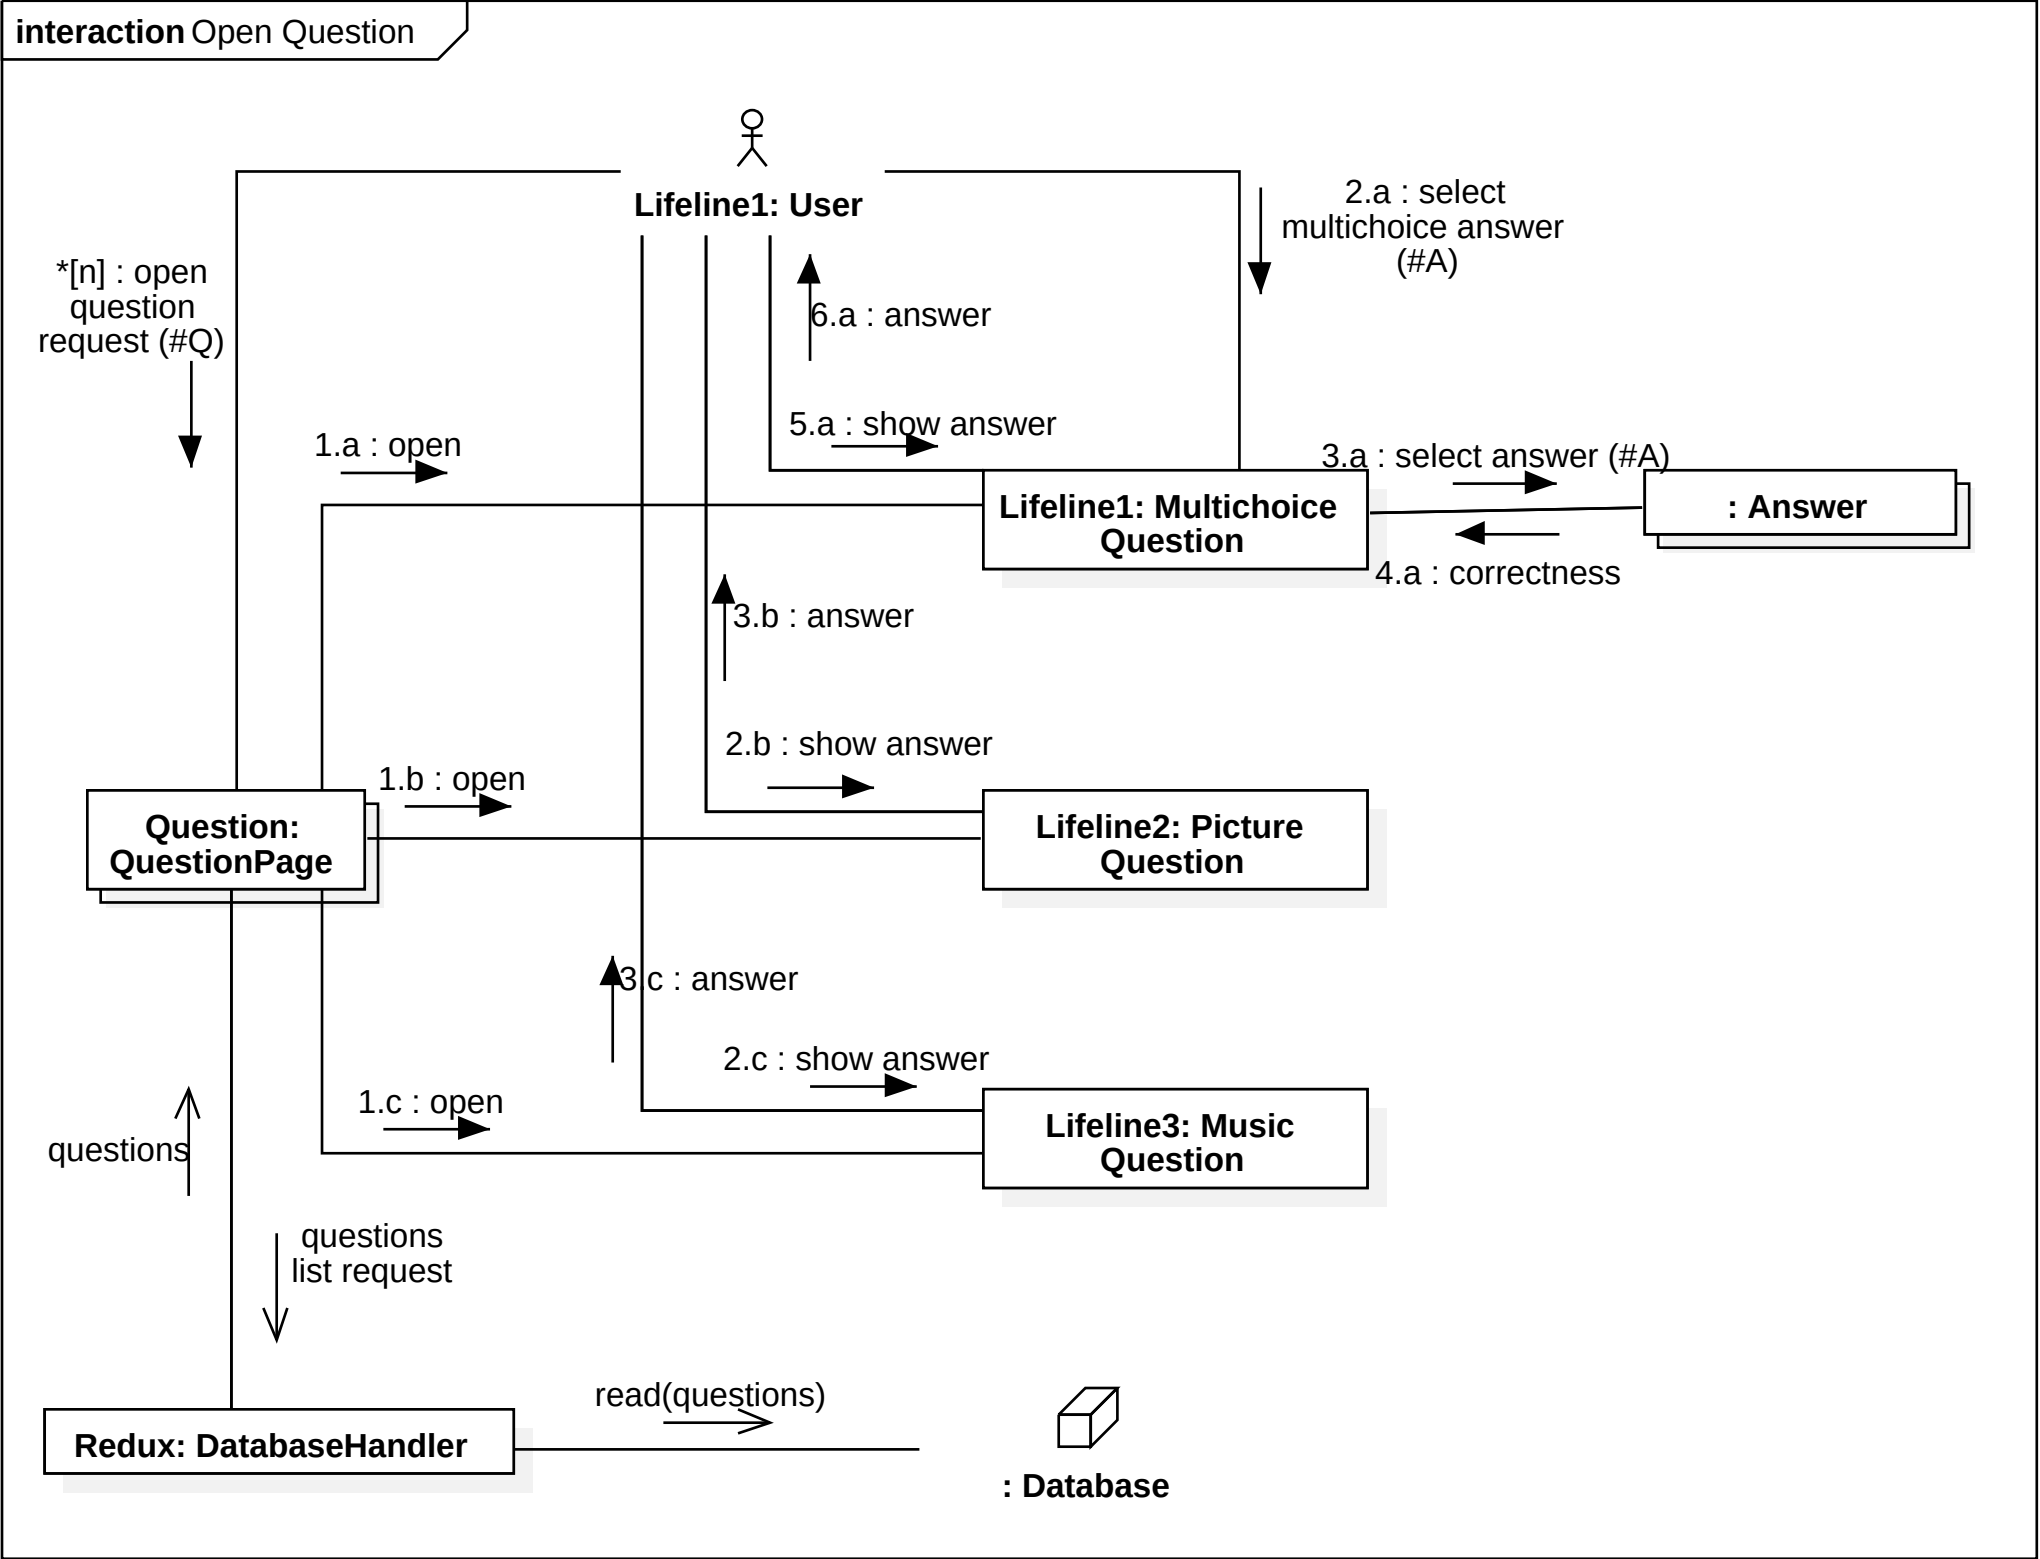 interaction Open Question
Lifeline1: User
2.a : select
multichoice answer
(#A)
*[n] : open
question
request (#Q)
6.a : answer
5.a : show answer
1.a : open
3.a : select answer (#A)
Lifeline1: Multichoice
Question
: Answer
4.a : correctness
3.b : answer
2.b : show answer
1.b : open
Question:
QuestionPage
Lifeline2: Picture
Question
3.c : answer
2.c : show answer
1.c : open
Lifeline3: Music
Question
questions
questions
list request
read(questions)
Redux: DatabaseHandler
: Database